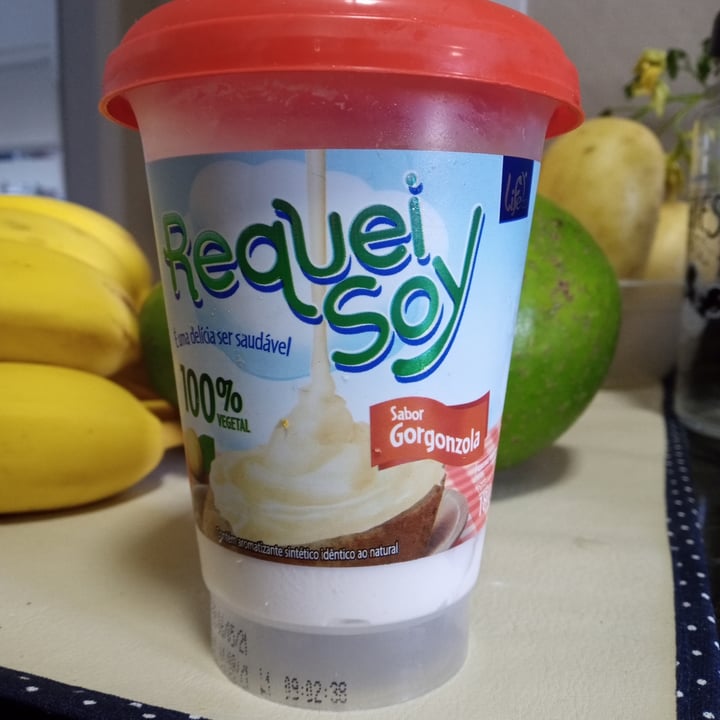 Life
Requei
Soy
É uma delícia ser saudável
100%
VEGETAL
Sabor
Gorgonzola
Contém aromatizante sintético idêntico ao natural
09:02:38